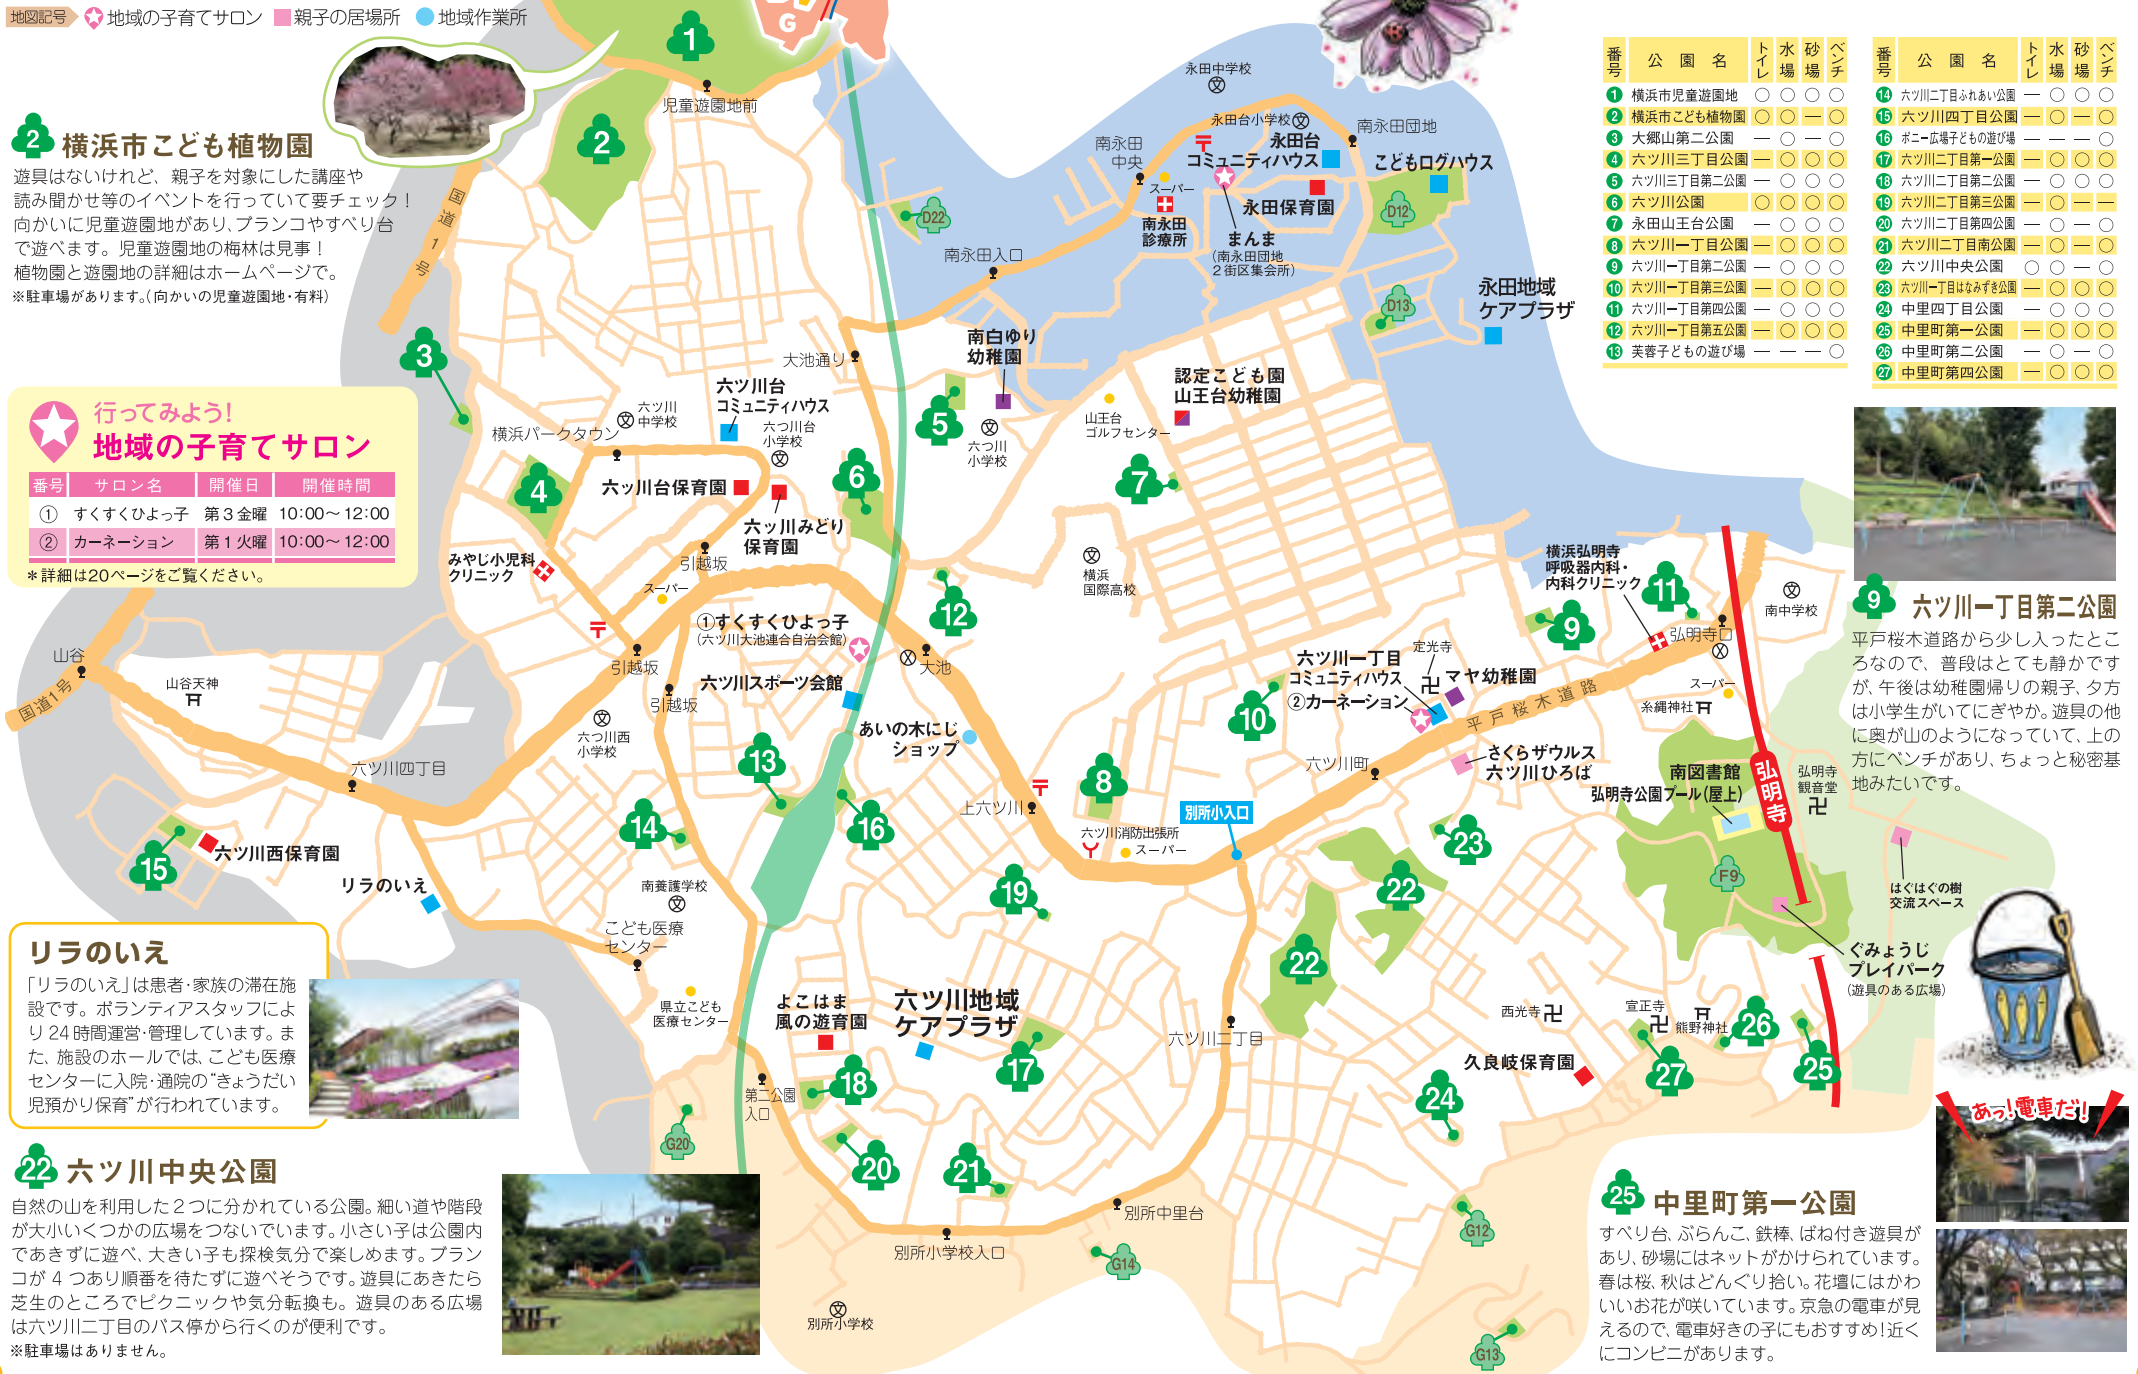 地図記号 地域の子育てサロン 親子の居場所 地域作業所
2 横浜市こども植物園
遊具はないけれど、親子を対象にした講座や
読み聞かせ等のイベントを行っていて要チェック！
向かいに児童遊園地があり、ブランコやすべり台
で遊べます。児童遊園地の梅林は見事！
植物園と遊園地の詳細はホームページで。
※駐車場があります。（向かいの児童遊園地・有料）
行ってみよう！
地域の子育てサロン
番号 サロン名 開催日 開催時間
① すくすくひよっ子 第3金曜 10:00〜12:00
② カーネーション 第1火曜 10:00〜12:00
＊詳細は20ページをご覧ください。
リラのいえ
「リラのいえ」は患者・家族の滞在施
設です。ボランティアスタッフによ
り24時間運営・管理しています。ま
た、施設のホールでは、こども医療
センターに入院・通院の“きょうだい
児預かり保育”が行われています。
22 六ツ川中央公園
自然の山を利用した2つに分かれている公園。細い道や階段
が大小いくつかの広場をつないでいます。小さい子は公園内
であきずに遊べ、大きい子も探検気分で楽しめます。ブラン
コが4つあり順番を待たずに遊べそうです。遊具にあきたら
芝生のところでピクニックや気分転換も。遊具のある広場
は六ツ川二丁目のバス停から行くのが便利です。
※駐車場はありません。
番号 公園名 トイレ 水場 砂場 ベンチ
1 横浜市児童遊園地 ○ ○ ○ ○
2 横浜市こども植物園 ○ ○ — ○
3 大郷山第二公園 — ○ — ○
4 六ツ川三丁目公園 — ○ ○ ○
5 六ツ川三丁目第二公園 — ○ ○ ○
6 六ツ川公園 ○ ○ ○ ○
7 永田山王台公園 — ○ ○ ○
8 六ツ川一丁目公園 — ○ ○ ○
9 六ツ川一丁目第二公園 — ○ ○ ○
10 六ツ川一丁目第三公園 — ○ ○ ○
11 六ツ川一丁目第四公園 — ○ ○ ○
12 六ツ川一丁目第五公園 — ○ ○ ○
13 芙蓉子どもの遊び場 — — — ○
番号 公園名 トイレ 水場 砂場 ベンチ
14 六ツ川二丁目ふれあい公園 — ○ ○ ○
15 六ツ川四丁目公園 — ○ — ○
16 ポニー広場子どもの遊び場 — — — ○
17 六ツ川二丁目第一公園 — ○ ○ ○
18 六ツ川二丁目第二公園 — ○ ○ ○
19 六ツ川二丁目第三公園 — ○ — —
20 六ツ川二丁目第四公園 — ○ — ○
21 六ツ川二丁目南公園 — ○ — ○
22 六ツ川中央公園 ○ ○ — ○
23 六ツ川一丁目はなみずき公園 — ○ ○ ○
24 中里四丁目公園 — ○ ○ ○
25 中里町第一公園 — ○ ○ ○
26 中里町第二公園 — ○ — ○
27 中里町第四公園 — ○ ○ ○
9 六ツ川一丁目第二公園
平戸桜木道路から少し入ったとこ
ろなので、普段はとても静かです
が、午後は幼稚園帰りの親子、夕方
は小学生がいてにぎやか。遊具の他
に奥が山のようになっていて、上の
方にベンチがあり、ちょっと秘密基
地みたいです。
あっ！電車だ！
25 中里町第一公園
すべり台、ぶらんこ、鉄棒、ばね付き遊具が
あり、砂場にはネットがかけられています。
春は桜、秋はどんぐり拾い。花壇にはかわ
いいお花が咲いています。京急の電車が見
えるので、電車好きの子にもおすすめ！近く
にコンビニがあります。
G
1
児童遊園地前
2
国道1号
3
D22
永田中学校
永田台小学校
南永田団地
南永田
中央
永田台
コミュニティハウス
こどもログハウス
スーパー
南永田
診療所
永田保育園
D12
まんま
（南永田団地
2街区集会所）
南永田入口
D13
永田地域
ケアプラザ
大池通り
南白ゆり
幼稚園
認定こども園
山王台幼稚園
六ツ川台
コミュニティハウス
六ツ川
中学校
横浜パークタウン
六つ川台
小学校
5
六つ川
小学校
山王台
ゴルフセンター
4
六ッ川台保育園
6
7
六ッ川みどり
保育園
みやじ小児科
クリニック
引越坂
スーパー
横浜
国際高校
12
横浜弘明寺
呼吸器内科・
内科クリニック
11
9
南中学校
弘明寺口
①すくすくひよっ子
（六ツ川大池連合自治会館）
引越坂
大池
山谷
国道1号
山谷天神
引越坂
六ツ川スポーツ会館
定光寺
六ツ川一丁目
コミュニティハウス
マヤ幼稚園
②カーネーション
10
平戸桜木道路
スーパー
糸縄神社
六つ川西
小学校
あいの木にじ
ショップ
13
六ツ川四丁目
8
六ツ川町
さくらザウルス
六ツ川ひろば
南図書館
弘明寺公園プール（屋上）
弘明寺
弘明寺
観音堂
上六ツ川
別所小入口
14
16
六ツ川消防出張所
スーパー
23
15
六ツ川西保育園
リラのいえ
南養護学校
19
22
F9
はぐはぐの樹
交流スペース
こども医療
センター
22
ぐみょうじ
プレイパーク
（遊具のある広場）
県立こども
医療センター
よこはま
風の遊育園
六ツ川地域
ケアプラザ
西光寺
宣正寺
熊野神社
26
六ツ川二丁目
17
18
久良岐保育園
27
25
第二公園
入口
24
G20
20
21
別所中里台
別所小学校入口
G14
G12
別所小学校
G13